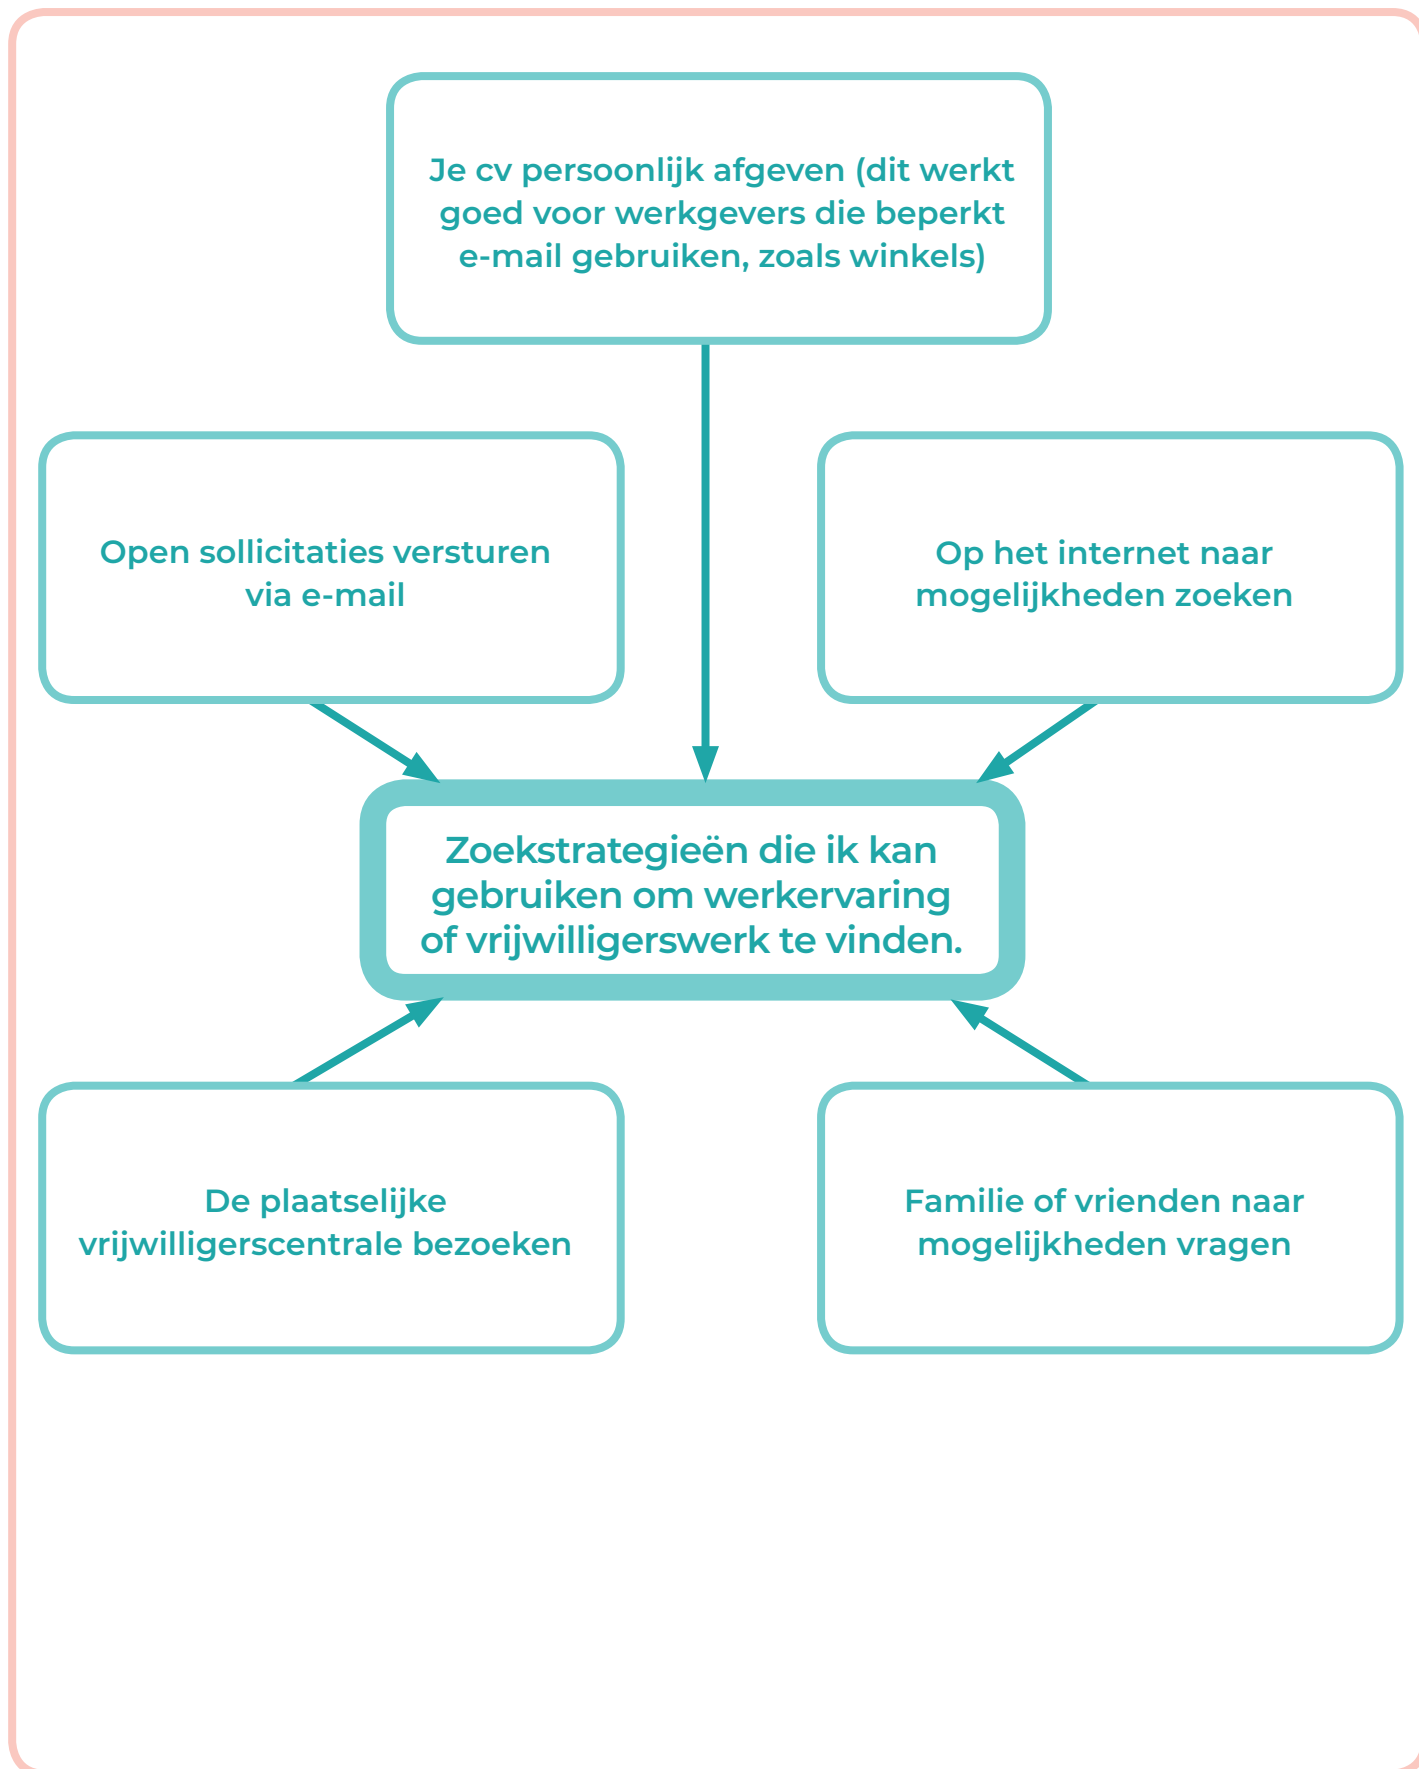 Je cv persoonlijk afgeven (dit werkt
goed voor werkgevers die beperkt
e-mail gebruiken, zoals winkels)
Open sollicitaties versturen
via e-mail
Op het internet naar
mogelijkheden zoeken
Zoekstrategieën die ik kan
gebruiken om werkervaring
of vrijwilligerswerk te vinden.
De plaatselijke
vrijwilligerscentrale bezoeken
Familie of vrienden naar
mogelijkheden vragen